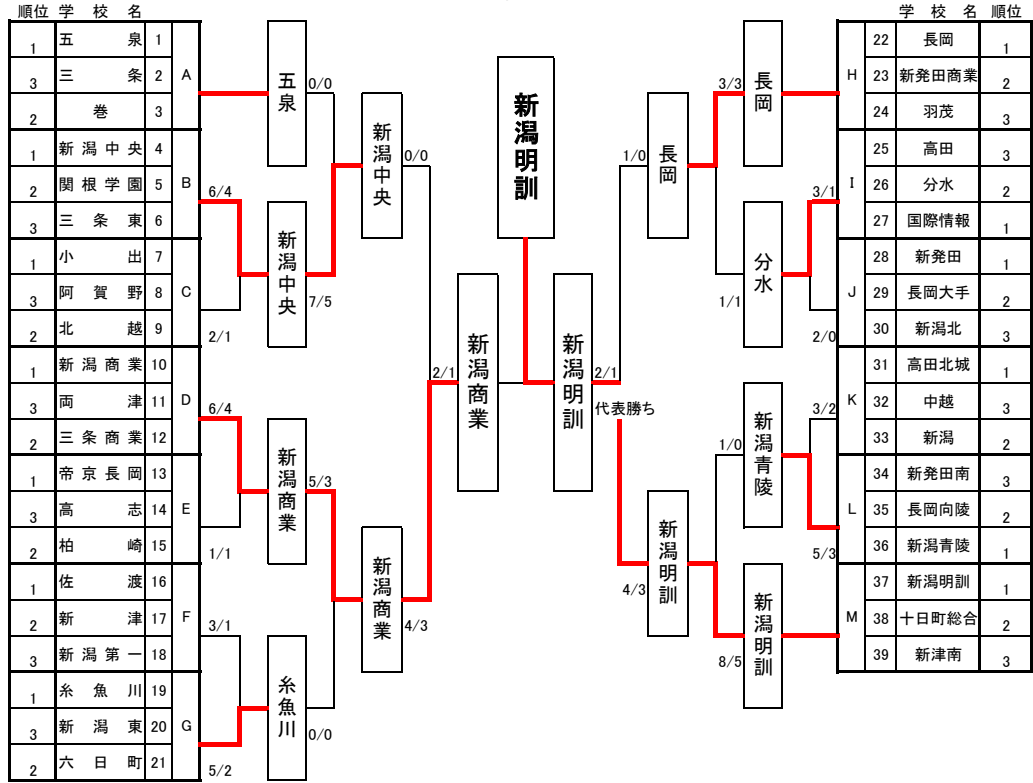 順位 学校名
1 五泉 1
3 三条 2
2 巻 3
A
1 新潟中央 4
2 関根学園 5
3 三条東 6
B
1 小出 7
3 阿賀野 8
2 北越 9
C
1 新潟商業 10
3 両津 11
2 三条商業 12
D
1 帝京長岡 13
3 高志 14
2 柏崎 15
E
1 佐渡 16
2 新津 17
3 新潟第一 18
F
1 糸魚川 19
3 新潟東 20
2 六日町 21
G
6/4
2/1
6/4
1/1
3/1
5/2
五泉
0/0
新潟中央
7/5
新潟商業
5/3
糸魚川
0/0
新潟中央
0/0
新潟商業
4/3
新潟商業
2/1
新潟明訓
新潟明訓
2/1
代表勝ち
長岡
1/0
新潟明訓
4/3
長岡
3/3
分水
1/1
新潟青陵
1/0
新潟明訓
8/5
3/1
2/0
3/2
5/3
学校名 順位
H
22 長岡 1
23 新発田商業 2
24 羽茂 3
I
25 高田 3
26 分水 2
27 国際情報 1
J
28 新発田 1
29 長岡大手 2
30 新潟北 3
K
31 高田北城 1
32 中越 3
33 新潟 2
L
34 新発田南 3
35 長岡向陵 2
36 新潟青陵 1
M
37 新潟明訓 1
38 十日町総合 2
39 新津南 3